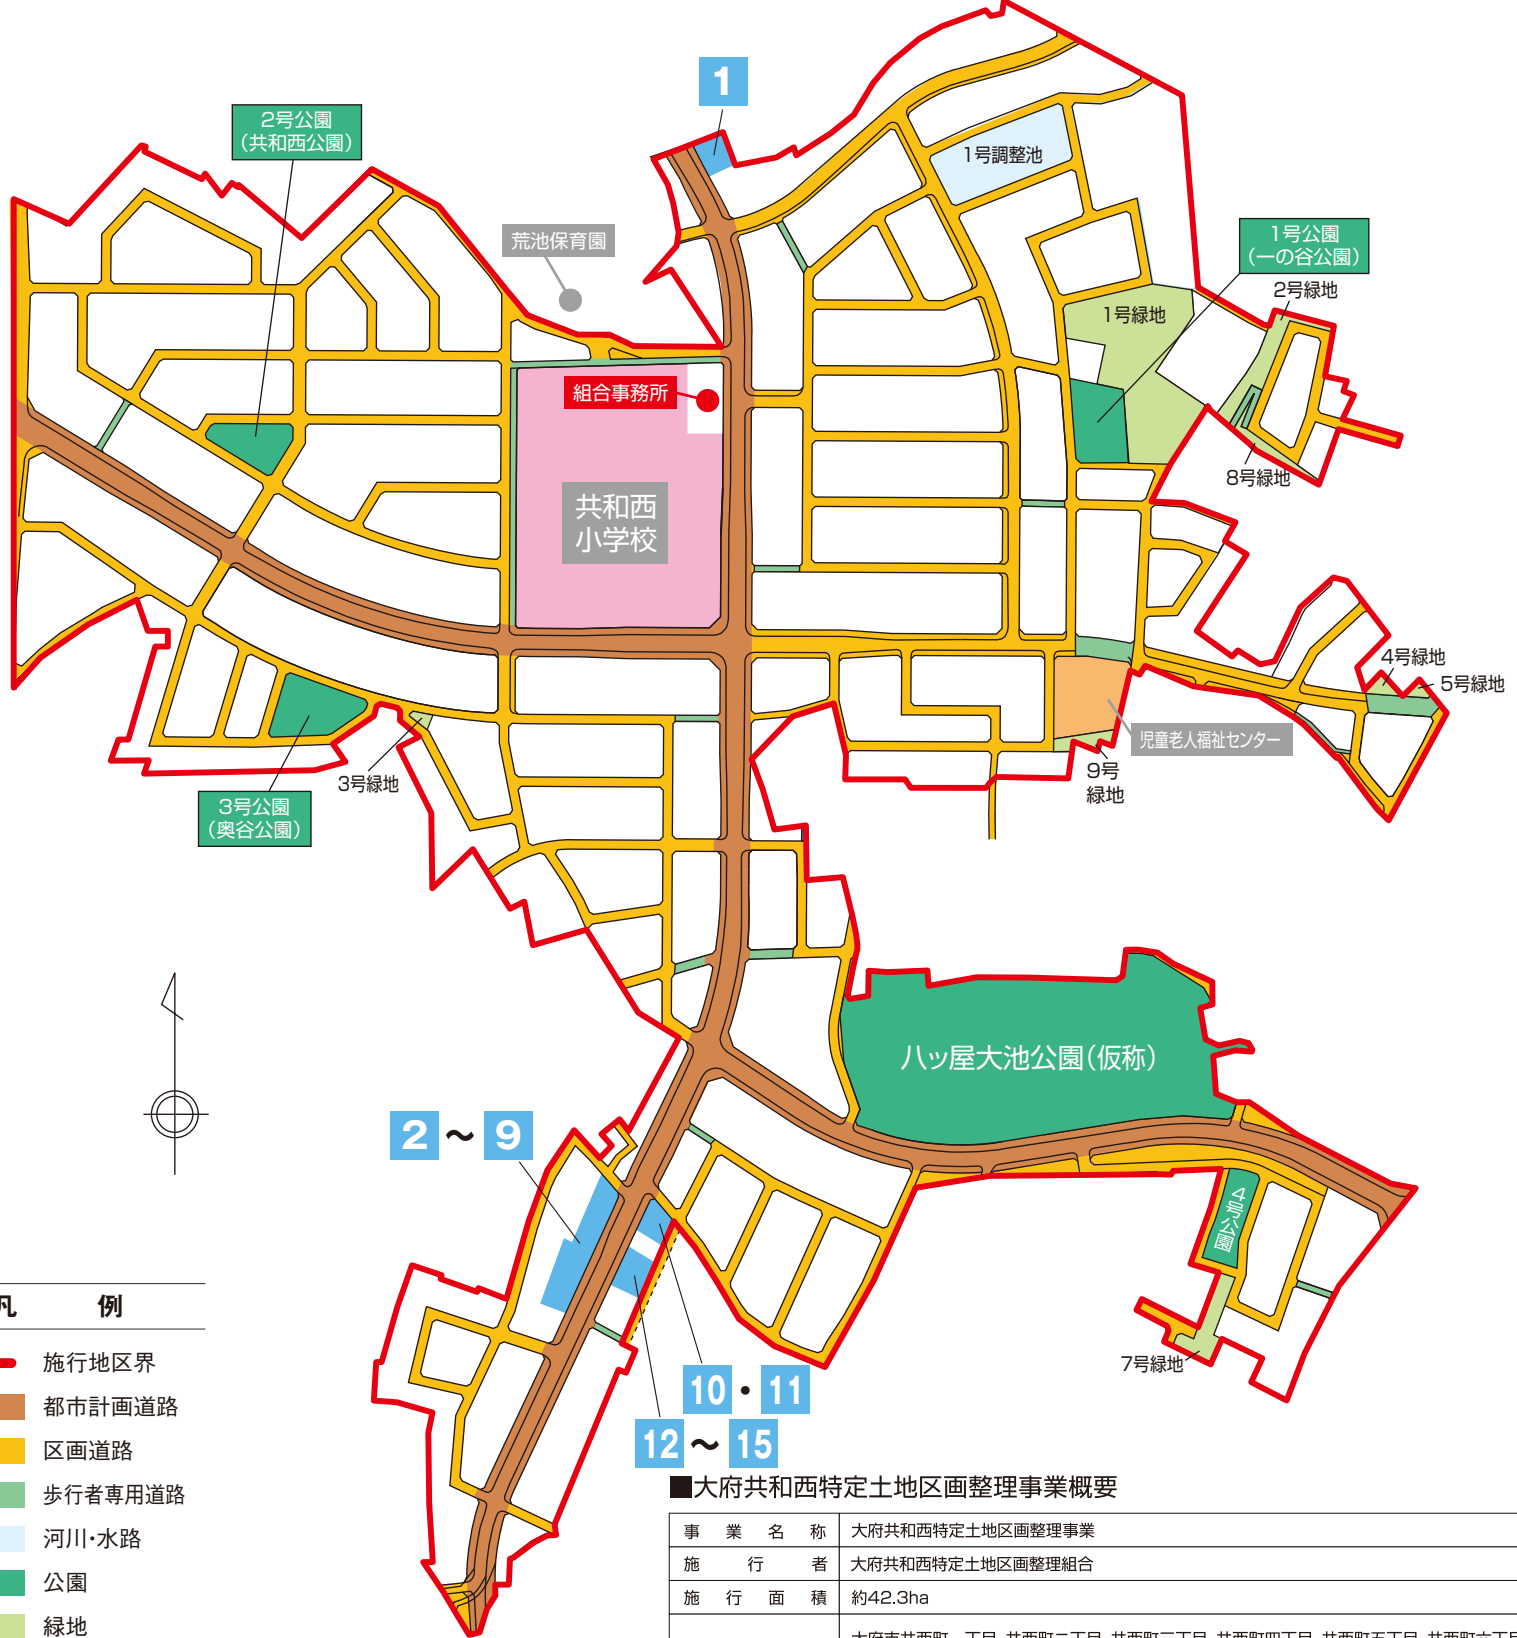 1
2号公園
(共和西公園)
1号調整池
荒池保育園
1号公園
(一の谷公園)
2号緑地
1号緑地
組合事務所
8号緑地
共和西
小学校
4号緑地
5号緑地
児童老人福祉センター
9号
緑地
3号緑地
3号公園
(奥谷公園)
八ッ屋大池公園(仮称)
2 〜 9
4号公園
7号緑地
10・11
12 〜 15
凡 例
施行地区界
都市計画道路
区画道路
歩行者専用道路
河川・水路
公園
緑地
■大府共和西特定土地区画整理事業概要
事業名称 大府共和西特定土地区画整理事業
施行者 大府共和西特定土地区画整理組合
施行面積 約42.3ha